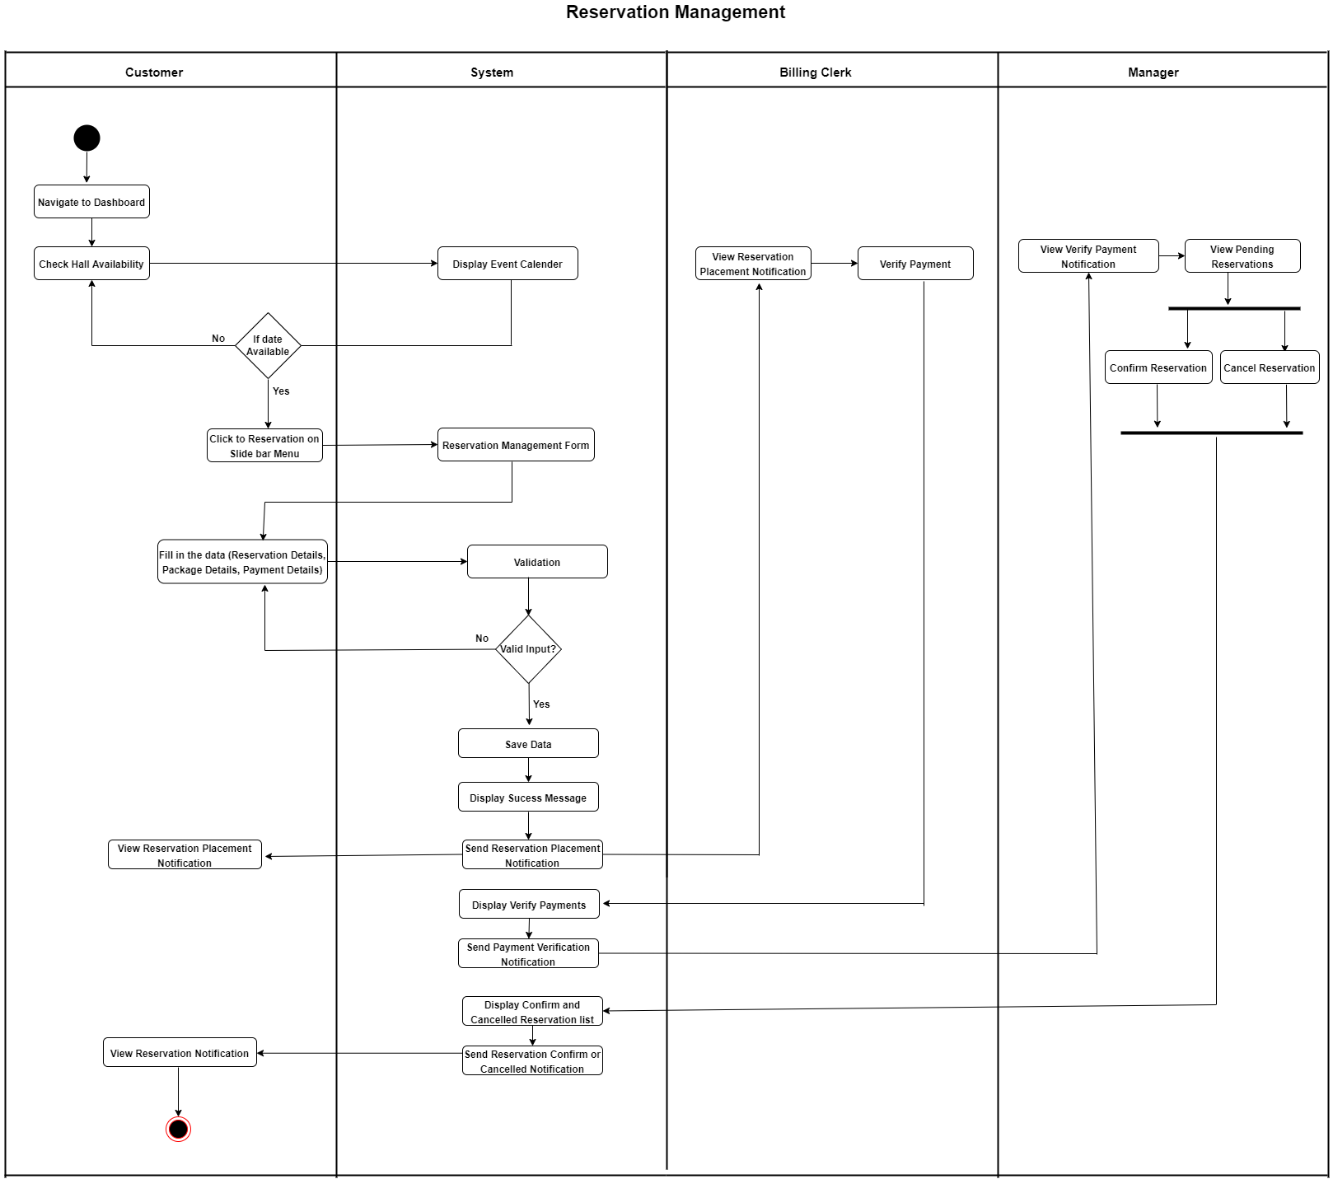 Reservation Management
Customer
System
Billing Clerk
Manager
Navigate to Dashboard
Check Hall Availability
Display Event Calender
View Reservation
Placement Notification
Verify Payment
View Verify Payment
Notification
View Pending
Reservations
No
If date
Available
Yes
Confirm Reservation
Cancel Reservation
Click to Reservation on
Slide bar Menu
Reservation Management Form
Fill in the data (Reservation Details,
Package Details, Payment Details)
Validation
No
Valid Input?
Yes
Save Data
Display Sucess Message
View Reservation Placement
Notification
Send Reservation Placement
Notification
Display Verify Payments
Send Payment Verification
Notification
Display Confirm and
Cancelled Reservation list
View Reservation Notification
Send Reservation Confirm or
Cancelled Notification